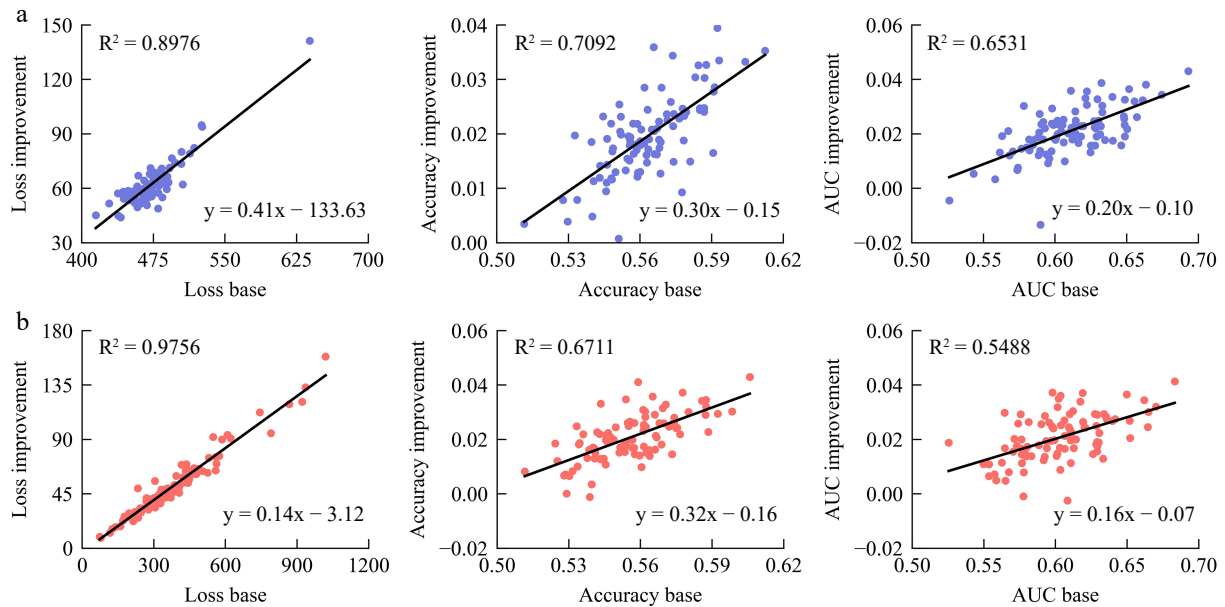 a
150
120
90
60
30
400
475
550
625
700
Loss improvement
Loss base
R² = 0.8976
y = 0.41x − 133.63
0.04
0.03
0.02
0.01
0.00
0.50
0.53
0.56
0.59
0.62
Accuracy improvement
Accuracy base
R² = 0.7092
y = 0.30x − 0.15
0.06
0.04
0.02
0.00
−0.02
0.50
0.55
0.60
0.65
0.70
AUC improvement
AUC base
R² = 0.6531
y = 0.20x − 0.10
b
180
135
90
45
0
0
300
600
900
1200
Loss improvement
Loss base
R² = 0.9756
y = 0.14x − 3.12
0.06
0.04
0.02
0.00
−0.02
0.50
0.53
0.56
0.59
0.62
Accuracy improvement
Accuracy base
R² = 0.6711
y = 0.32x − 0.16
0.06
0.04
0.02
0.00
−0.02
0.50
0.55
0.60
0.65
0.70
AUC improvement
AUC base
R² = 0.5488
y = 0.16x − 0.07